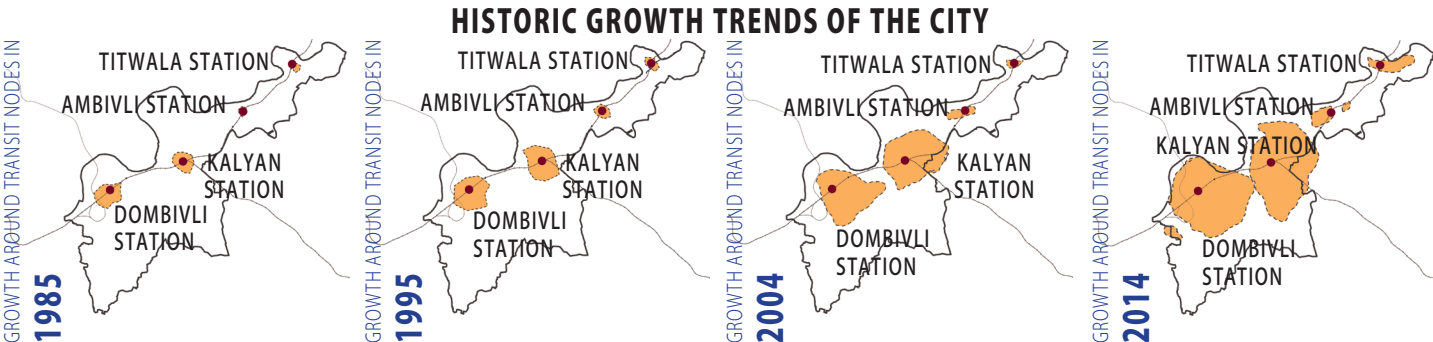 HISTORIC GROWTH TRENDS OF THE CITY
GROWTH AROUND TRANSIT NODES IN
1985
TITWALA STATION
AMBIVLI STATION
KALYAN
STATION
DOMBIVLI
STATION
GROWTH AROUND TRANSIT NODES IN
1995
TITWALA STATION
AMBIVLI STATION
KALYAN
STATION
DOMBIVLI
STATION
GROWTH AROUND TRANSIT NODES IN
2004
TITWALA STATION
AMBIVLI STATION
KALYAN
STATION
DOMBIVLI
STATION
GROWTH AROUND TRANSIT NODES IN
2014
TITWALA STATION
AMBIVLI STATION
KALYAN STATION
DOMBIVLI
STATION